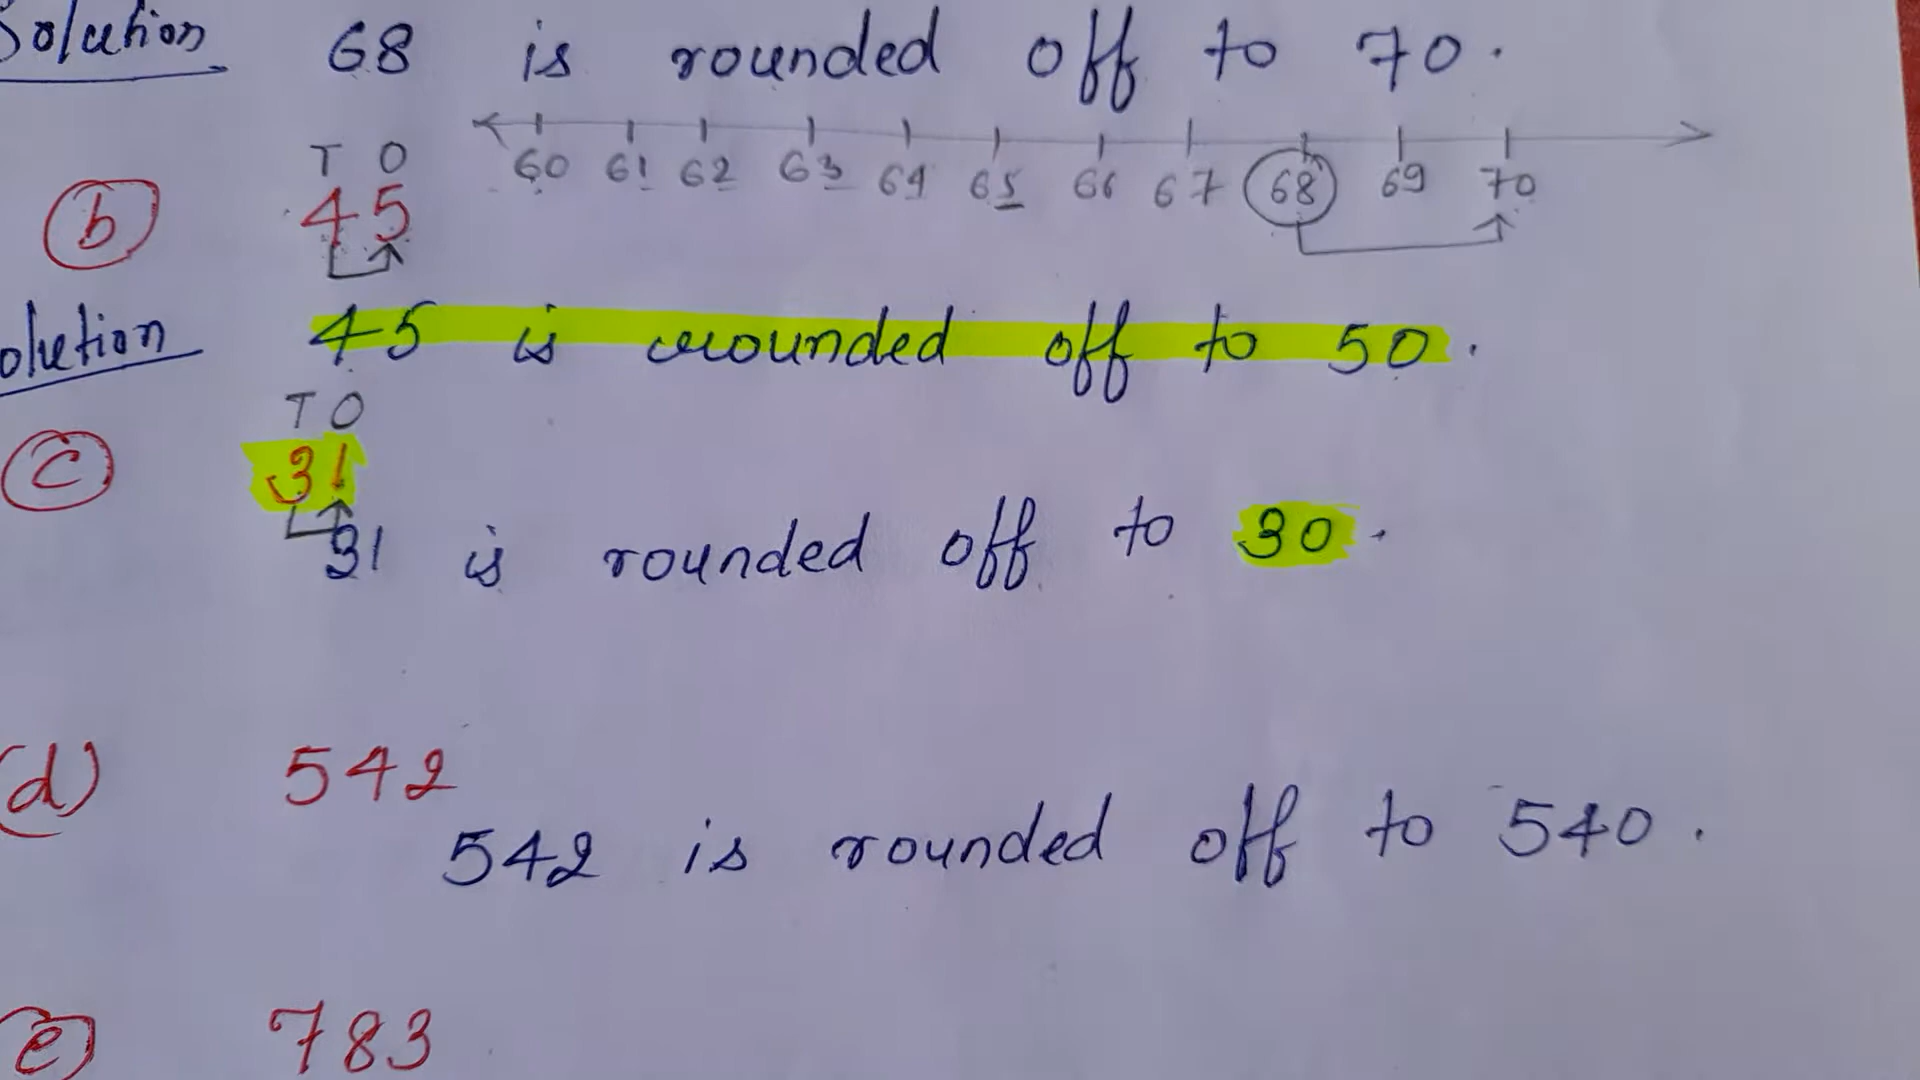 Solution 68 is rounded off to 70.
60 61 62 63 64 65 66 67 68 69 70
T O
(b) 45
olution 45 is rounded off to 50.
T O
(c) 31
31 is rounded off to 30.
(d) 542
542 is rounded off to 540.
(e) 783